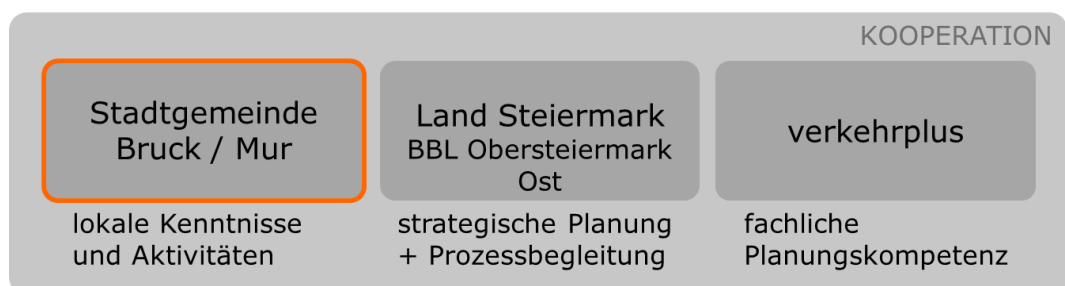 KOOPERATION
Stadtgemeinde
Bruck / Mur
lokale Kenntnisse
und Aktivitäten
Land Steiermark
BBL Obersteiermark
Ost
strategische Planung
+ Prozessbegleitung
verkehrplus
fachliche
Planungskompetenz